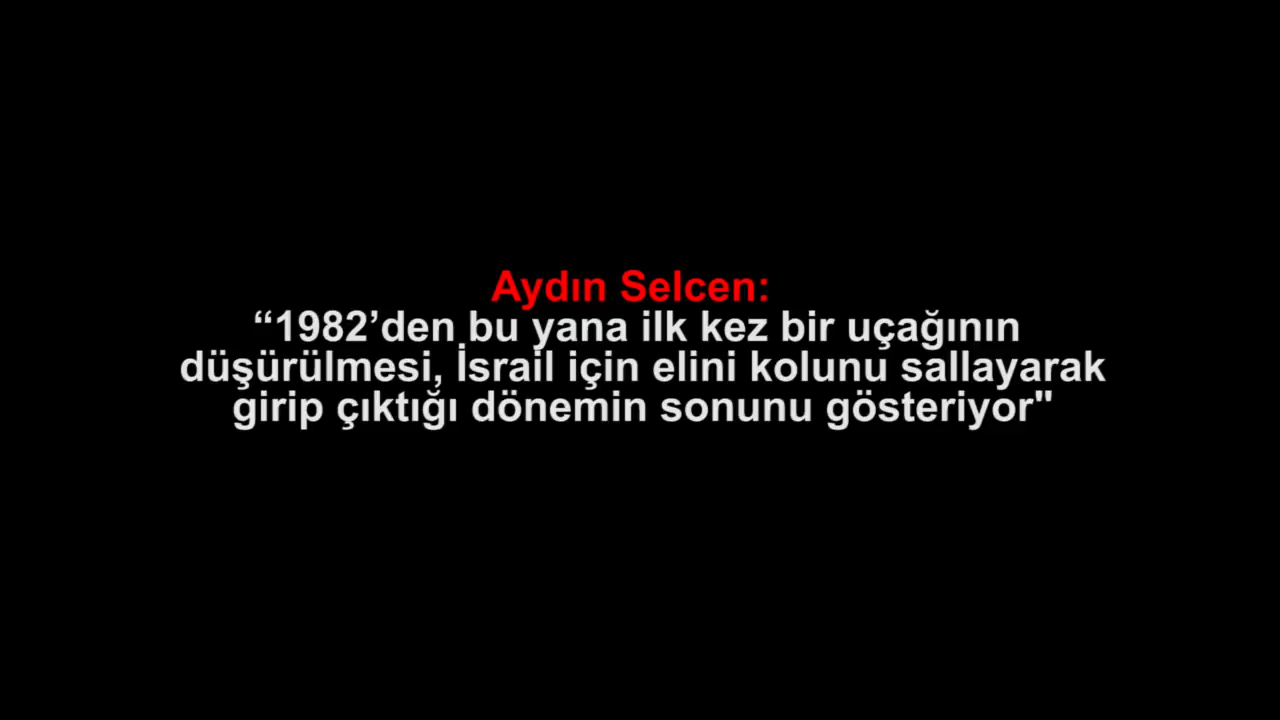 Aydın Selcen:
“1982’den bu yana ilk kez bir uçağının
düşürülmesi, İsrail için elini kolunu sallayarak
girip çıktığı dönemin sonunu gösteriyor"